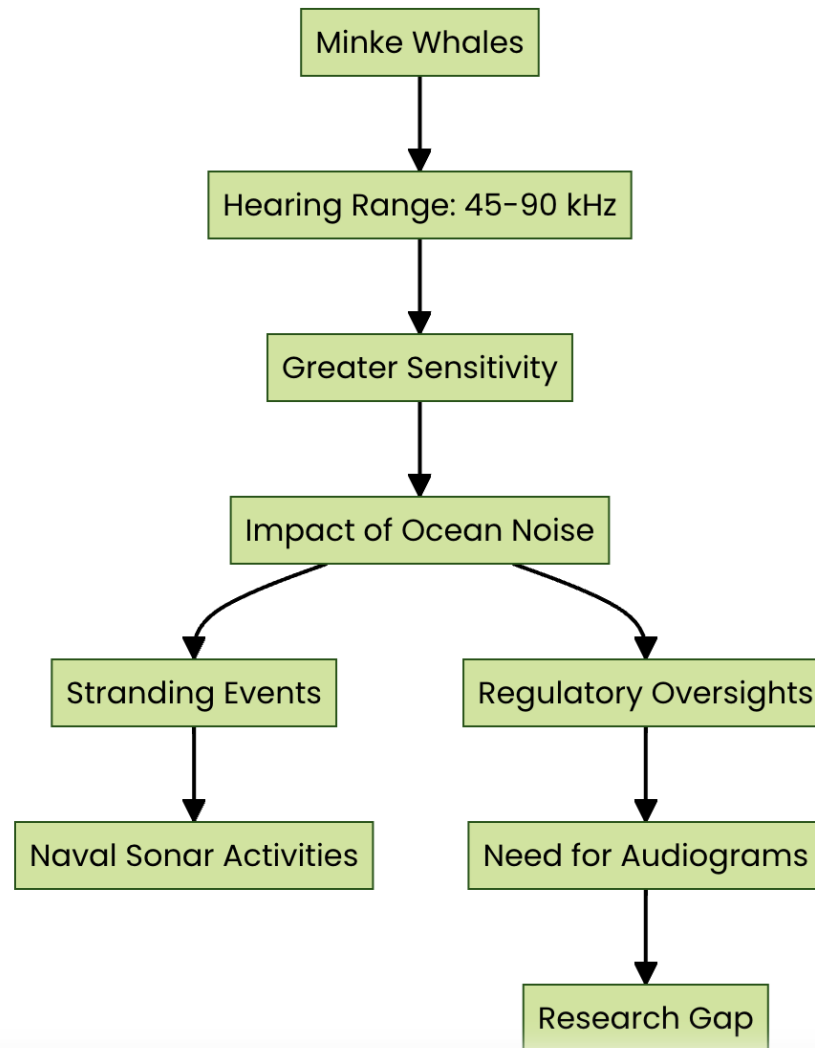 Minke Whales
Hearing Range: 45-90 kHz
Greater Sensitivity
Impact of Ocean Noise
Stranding Events
Regulatory Oversights
Naval Sonar Activities
Need for Audiograms
Research Gap